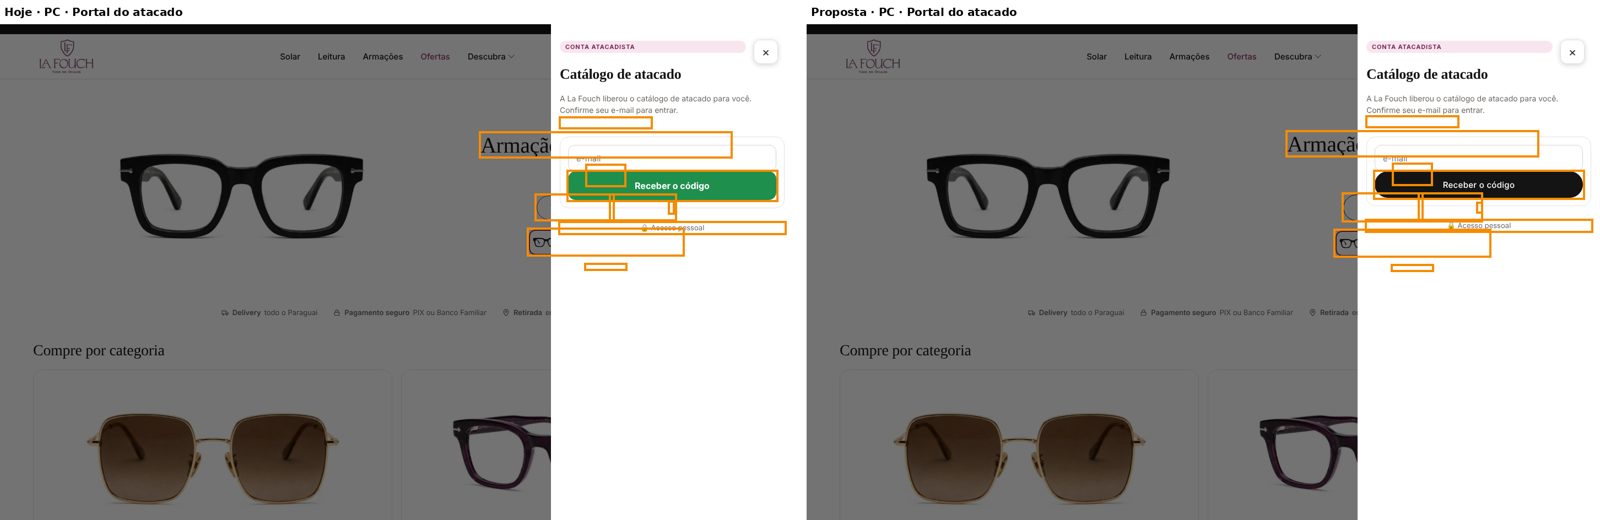 Hoje · PC · Portal do atacado
LA FOUCH
Solar Leitura Armações Ofertas Descubra
CONTA ATACADISTA
×
Catálogo de atacado
A La Fouch liberou o catálogo de atacado para você.
Confirme seu e-mail para entrar.
Armaçã
e-mail
Receber o código
Acesso pessoal
Delivery todo o Paraguai Pagamento seguro PIX ou Banco Familiar Retirada
Compre por categoria
Proposta · PC · Portal do atacado
LA FOUCH
Solar Leitura Armações Ofertas Descubra
CONTA ATACADISTA
×
Catálogo de atacado
A La Fouch liberou o catálogo de atacado para você.
Confirme seu e-mail para entrar.
Armaçã
e-mail
Receber o código
Acesso pessoal
Delivery todo o Paraguai Pagamento seguro PIX ou Banco Familiar Retirada
Compre por categoria